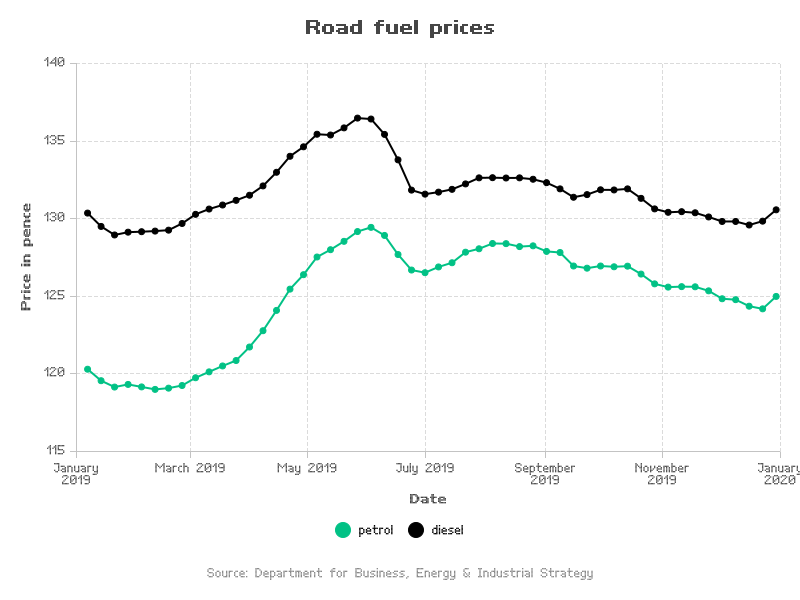 Road fuel prices
140
135
130
125
120
115
Price in pence
January
2019
March 2019
May 2019
July 2019
September
2019
November
2019
January
2020
Date
petrol
diesel
Source: Department for Business, Energy & Industrial Strategy